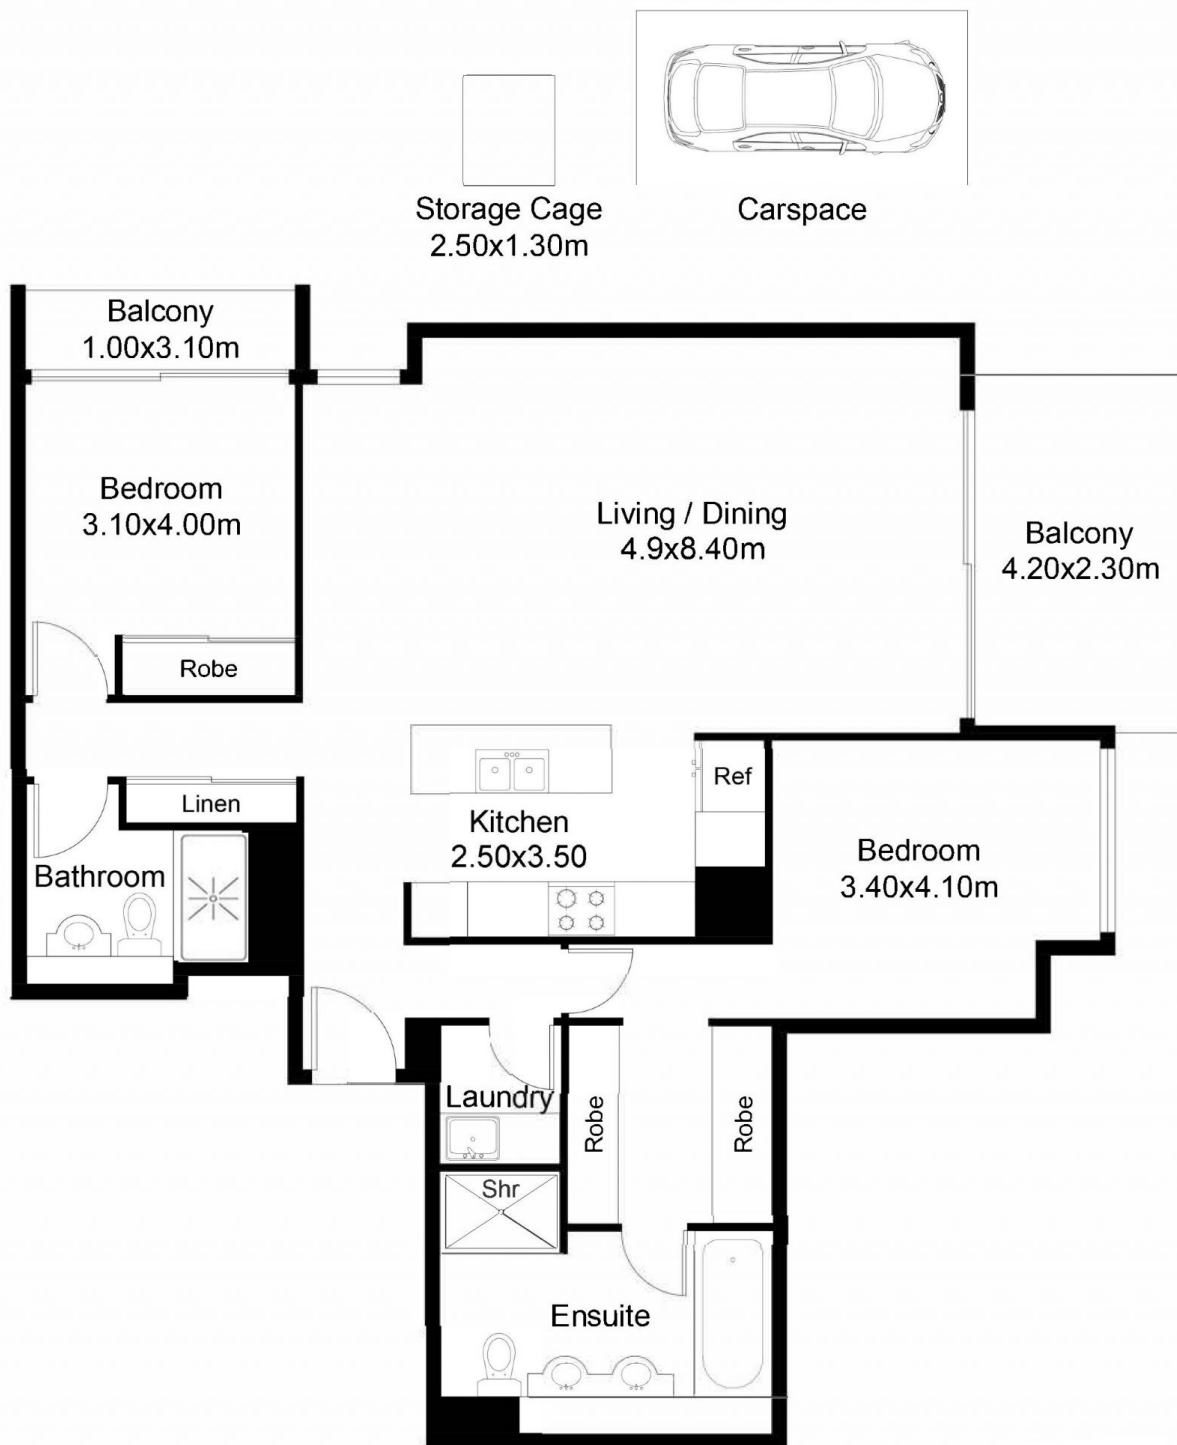 Storage Cage
2.50x1.30m
Carspace
Balcony
1.00x3.10m
Bedroom
3.10x4.00m
Living / Dining
4.9x8.40m
Balcony
4.20x2.30m
Robe
Linen
Ref
Kitchen
2.50x3.50
Bedroom
3.40x4.10m
Bathroom
Laundry
Robe
Robe
Shr
Ensuite